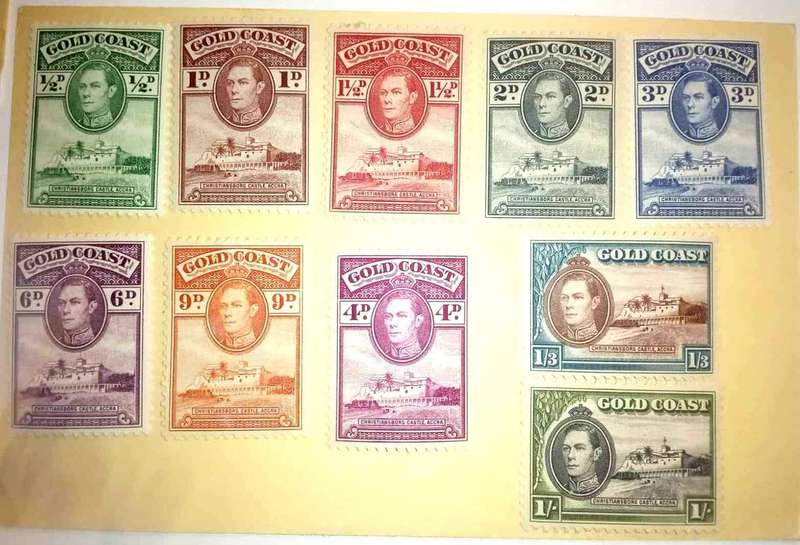 GOLD COAST
½D ½D
CHRISTIANSBORG CASTLE, ACCRA
GOLD COAST
1D. 1D.
CHRISTIANSBORG CASTLE, ACCRA
GOLD COAST
1½D 1½D.
CHRISTIANSBORG CASTLE, ACCRA
GOLD COAST
2D 2D
CHRISTIANSBORG CASTLE, ACCRA
GOLD COAST
3D. 3D.
CHRISTIANSBORG CASTLE, ACCRA
GOLD COAST
6D 6D.
CHRISTIANSBORG CASTLE, ACCRA
GOLD COAST
9D 9D.
CHRISTIANSBORG CASTLE, ACCRA
GOLD COAST
4D 4D.
CHRISTIANSBORG CASTLE, ACCRA
GOLD COAST
CHRISTIANSBORG CASTLE, ACCRA
1/3 1/3
GOLD COAST
CHRISTIANSBORG CASTLE, ACCRA
1/- 1/-